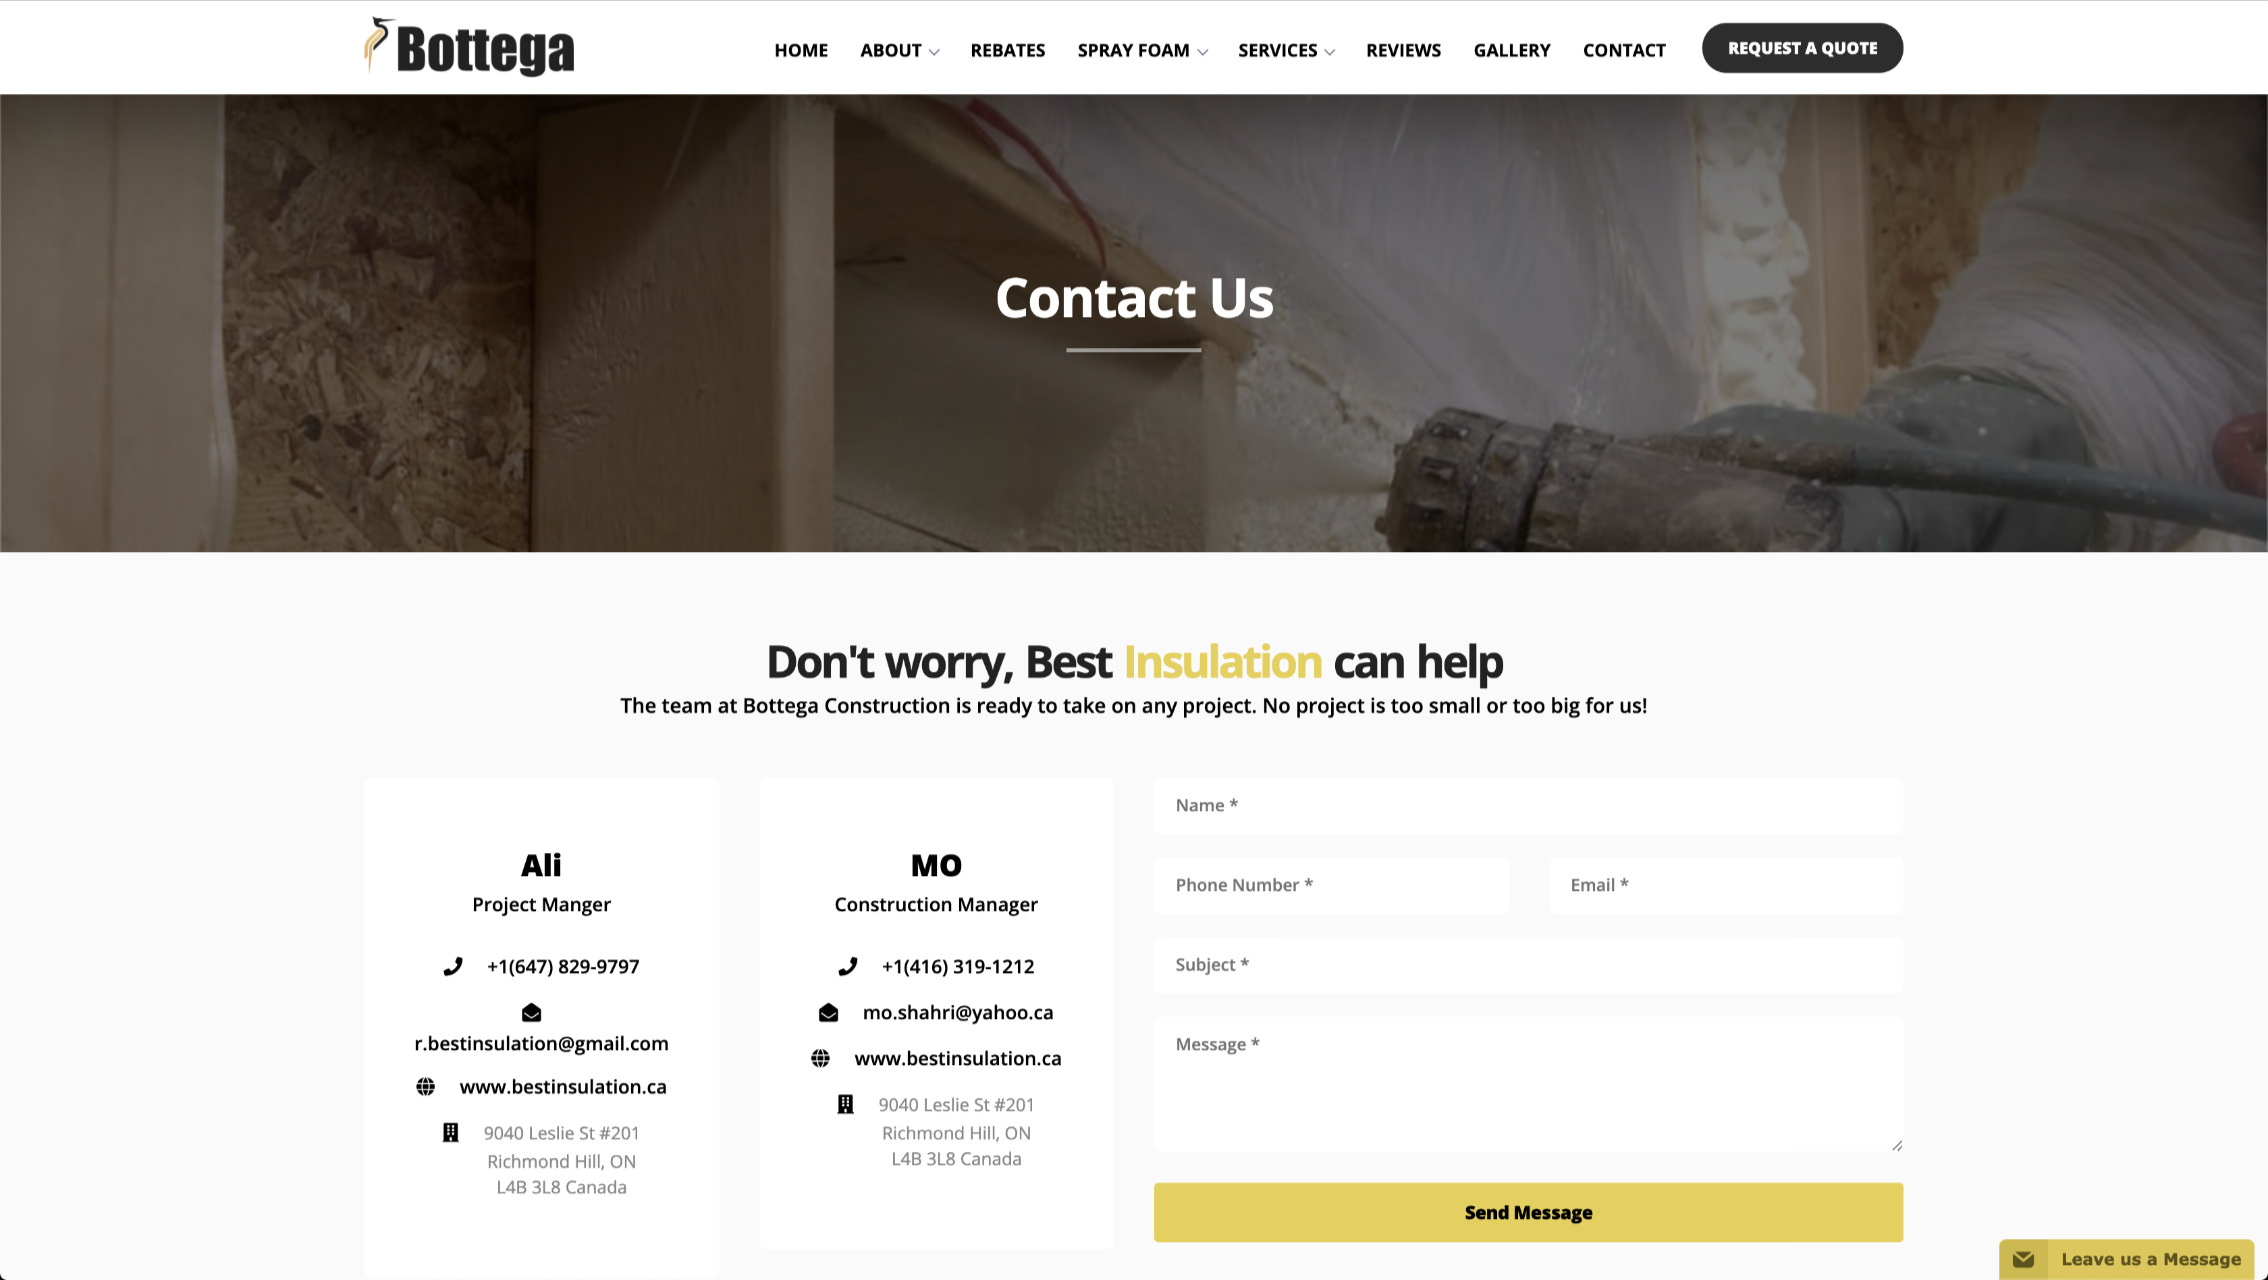 Bottega
HOME ABOUT REBATES SPRAY FOAM SERVICES REVIEWS GALLERY CONTACT REQUEST A QUOTE
Contact Us
Don't worry, Best Insulation can help
The team at Bottega Construction is ready to take on any project. No project is too small or too big for us!
Ali
Project Manger
+1(647) 829-9797
r.bestinsulation@gmail.com
www.bestinsulation.ca
9040 Leslie St #201
Richmond Hill, ON
L4B 3L8 Canada
MO
Construction Manager
+1(416) 319-1212
mo.shahri@yahoo.ca
www.bestinsulation.ca
9040 Leslie St #201
Richmond Hill, ON
L4B 3L8 Canada
Name *
Phone Number * Email *
Subject *
Message *
Send Message
Leave us a Message